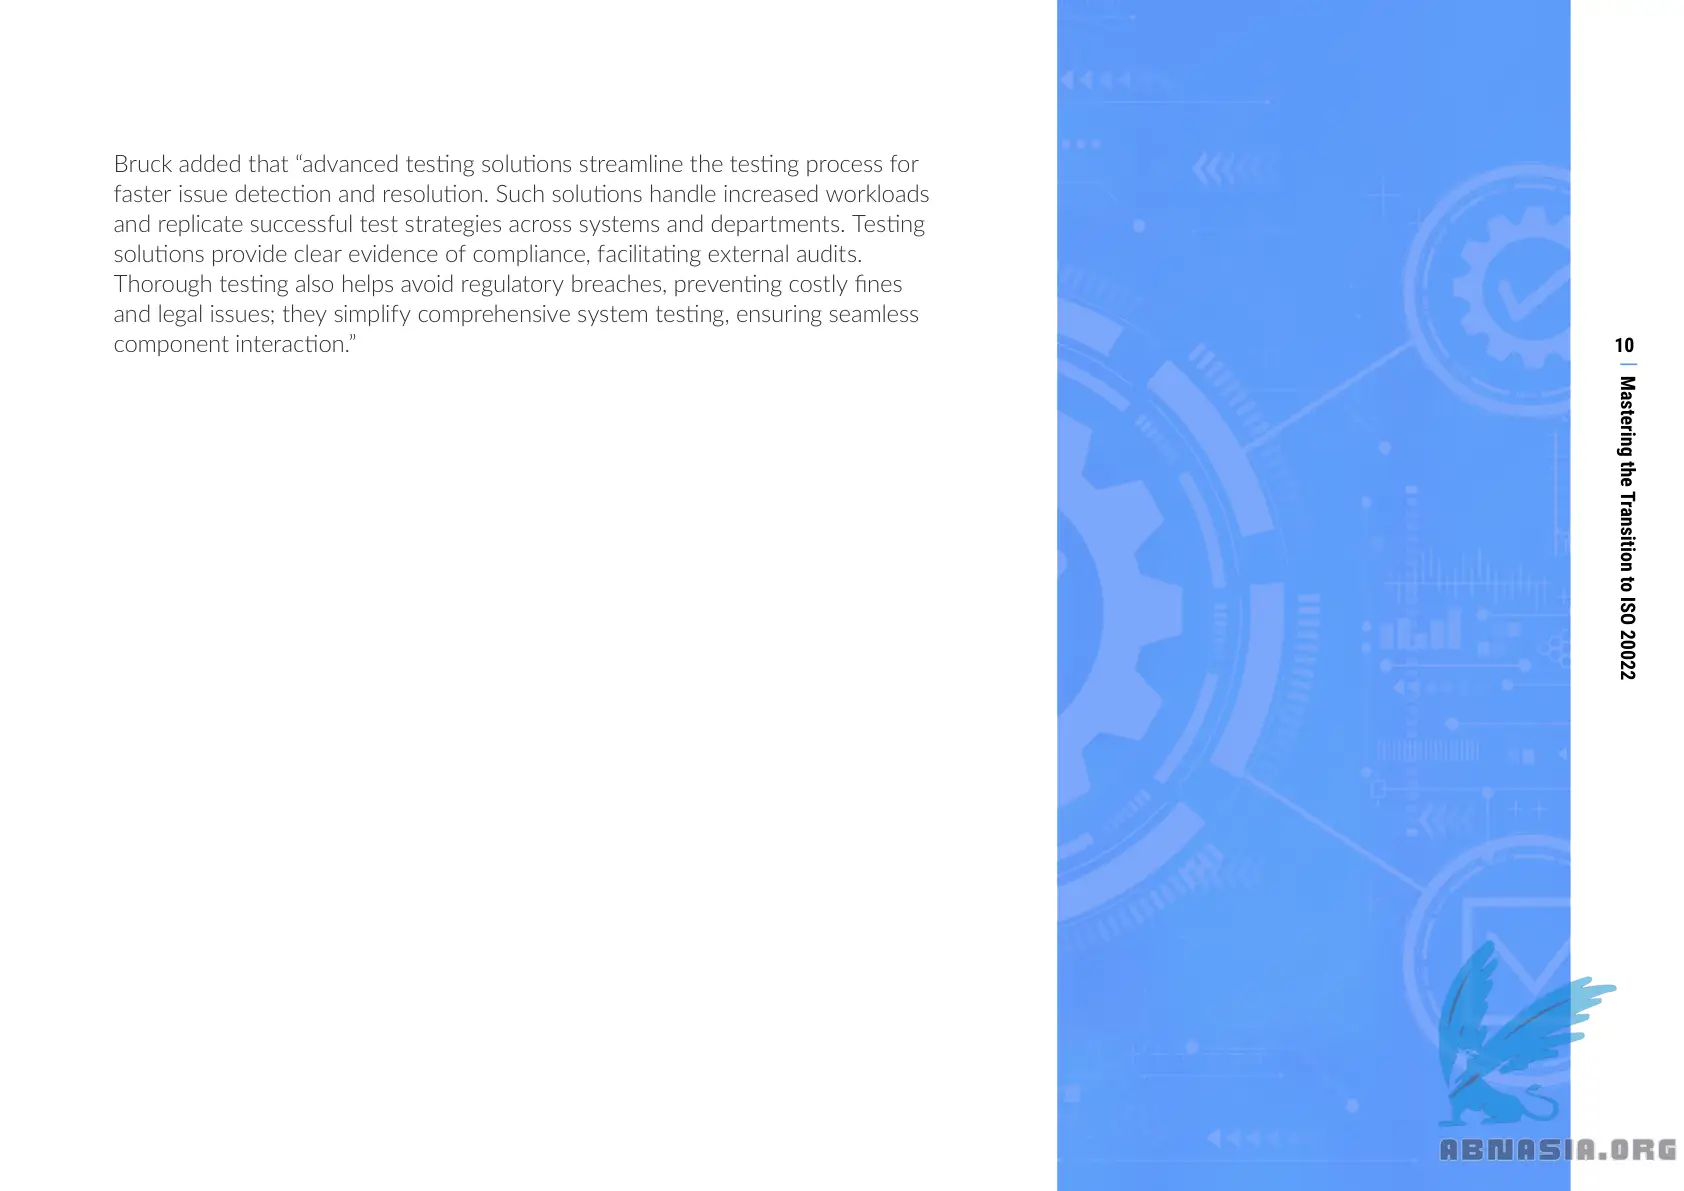 Bruck added that “advanced testing solutions streamline the testing process for
faster issue detection and resolution. Such solutions handle increased workloads
and replicate successful test strategies across systems and departments. Testing
solutions provide clear evidence of compliance, facilitating external audits.
Thorough testing also helps avoid regulatory breaches, preventing costly fines
and legal issues; they simplify comprehensive system testing, ensuring seamless
component interaction.”
10
Mastering the Transition to ISO 20022
ABNASIA.ORG